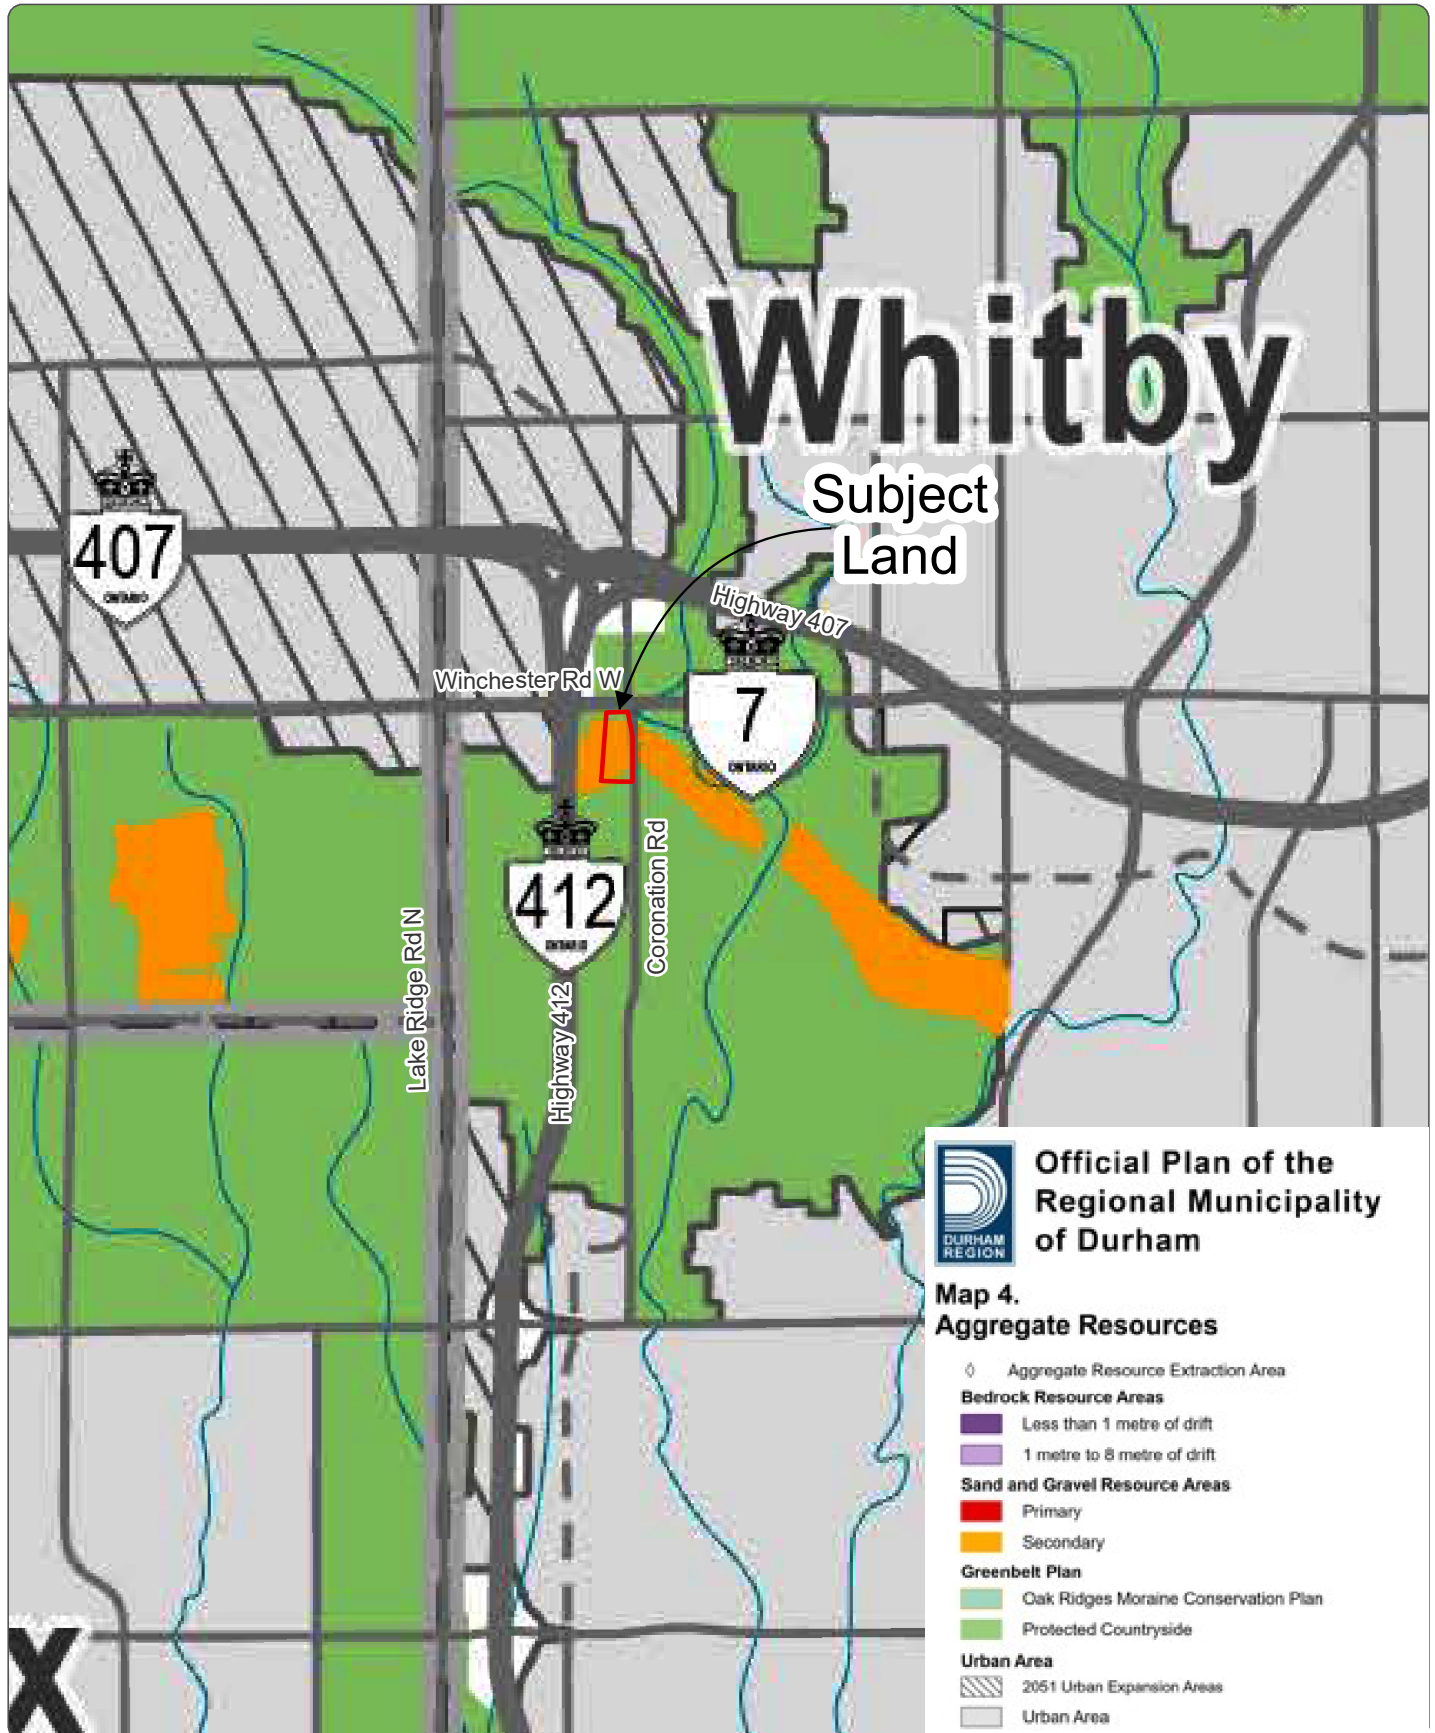 Whitby
Subject
Land
407
ONTARIO
Highway 407
Winchester Rd W
7
ONTARIO
412
ONTARIO
Coronation Rd
Lake Ridge Rd N
Highway 412
X
DURHAM
REGION
Official Plan of the
Regional Municipality
of Durham
Map 4.
Aggregate Resources
Aggregate Resource Extraction Area
Bedrock Resource Areas
Less than 1 metre of drift
1 metre to 8 metre of drift
Sand and Gravel Resource Areas
Primary
Secondary
Greenbelt Plan
Oak Ridges Moraine Conservation Plan
Protected Countryside
Urban Area
2051 Urban Expansion Areas
Urban Area